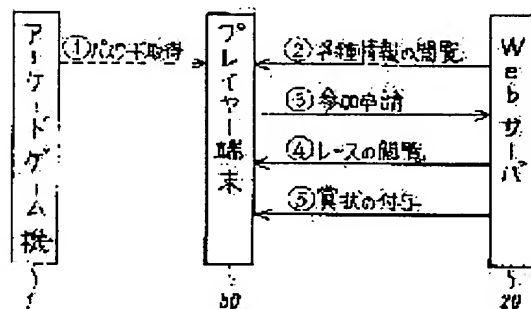 アーケードゲーム機
プレイヤー端末
Webサーバ
①パスワード取得
②各種情報の閲覧
③参加申請
④レースの閲覧
⑤賞状の付与
1
50
20